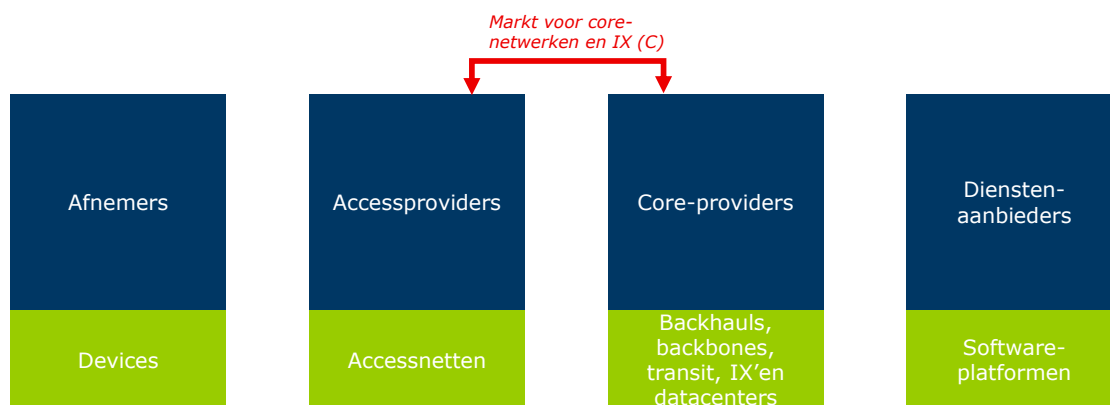 Markt voor core-
netwerken en IX (C)
Afnemers
Accessproviders
Core-providers
Diensten-
aanbieders
Devices
Accessnetten
Backhauls,
backbones,
transit, IX’en
datacenters
Software-
platformen